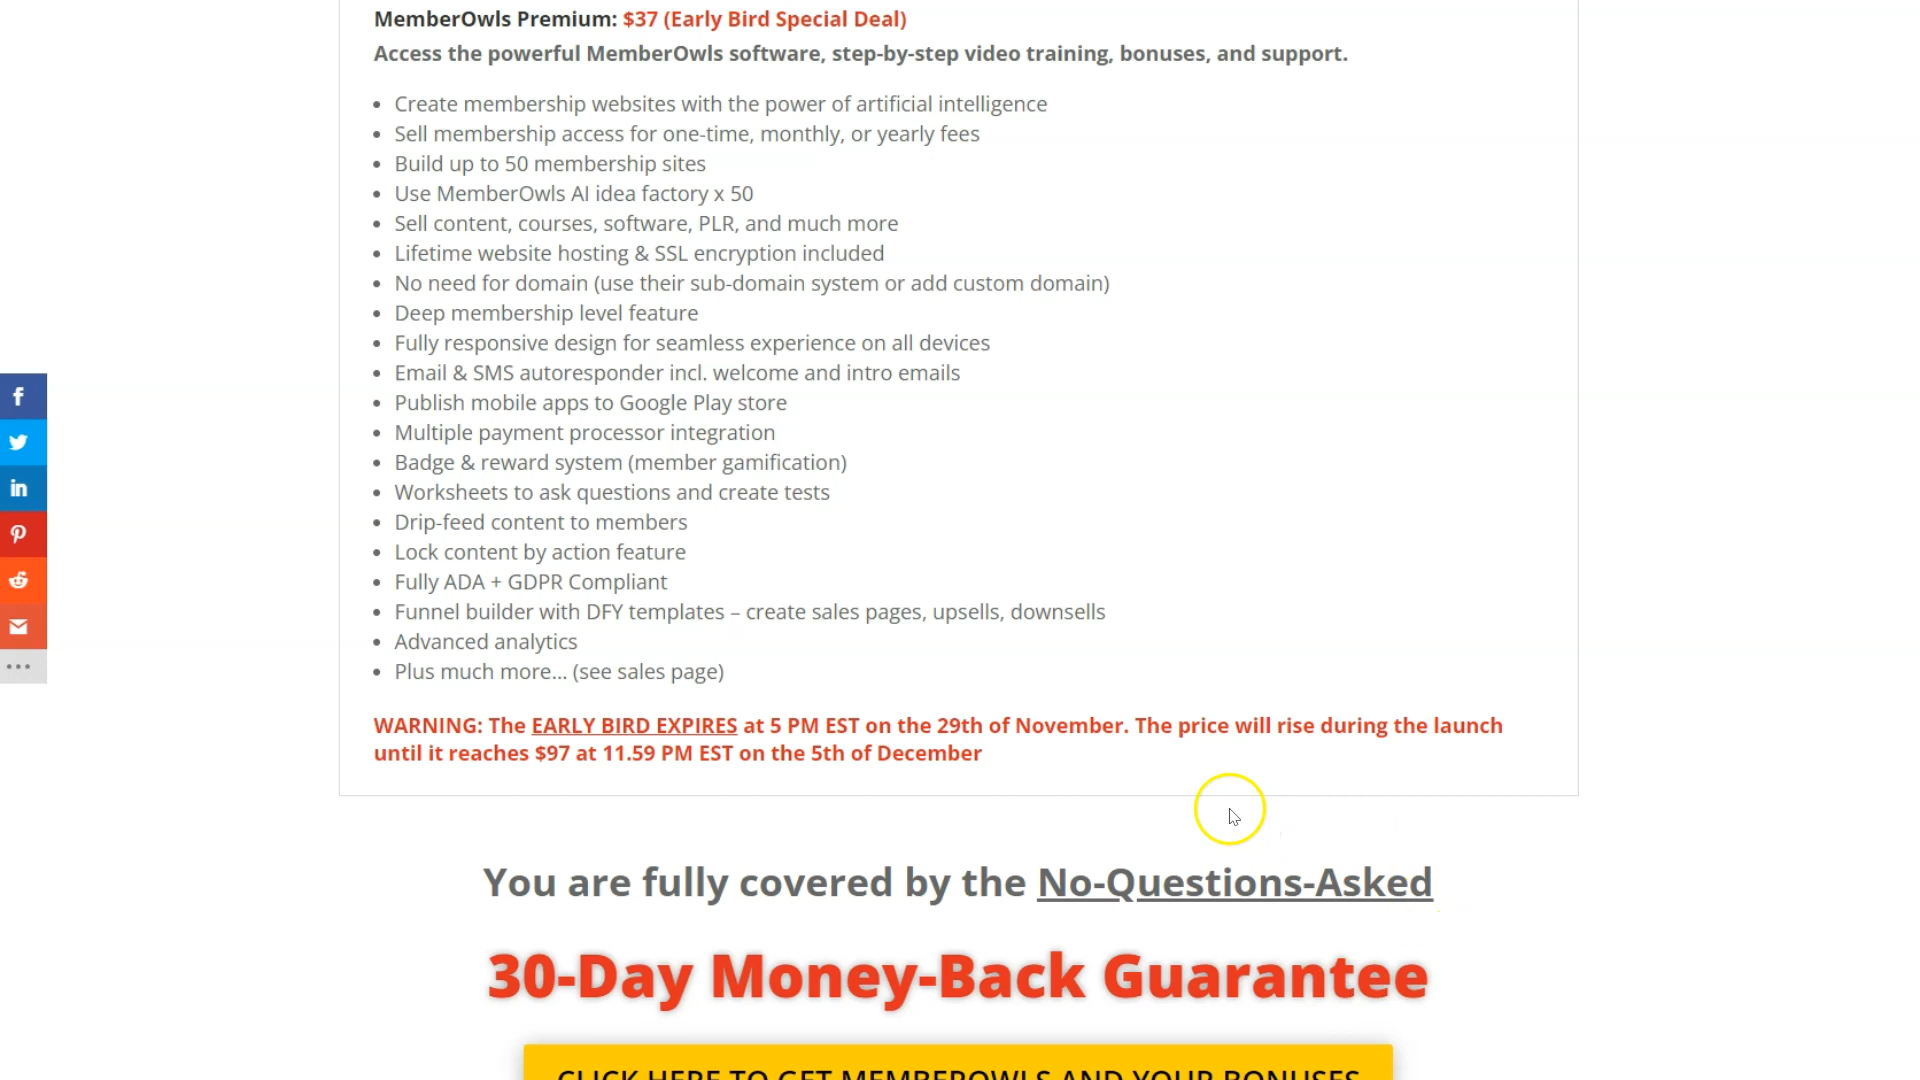 MemberOwls Premium: $37 (Early Bird Special Deal)
Access the powerful MemberOwls software, step-by-step video training, bonuses, and support.
• Create membership websites with the power of artificial intelligence
• Sell membership access for one-time, monthly, or yearly fees
• Build up to 50 membership sites
• Use MemberOwls AI idea factory x 50
• Sell content, courses, software, PLR, and much more
• Lifetime website hosting & SSL encryption included
• No need for domain (use their sub-domain system or add custom domain)
• Deep membership level feature
• Fully responsive design for seamless experience on all devices
• Email & SMS autoresponder incl. welcome and intro emails
• Publish mobile apps to Google Play store
• Multiple payment processor integration
• Badge & reward system (member gamification)
• Worksheets to ask questions and create tests
• Drip-feed content to members
• Lock content by action feature
• Fully ADA + GDPR Compliant
• Funnel builder with DFY templates – create sales pages, upsells, downsells
• Advanced analytics
• Plus much more… (see sales page)
WARNING: The EARLY BIRD EXPIRES at 5 PM EST on the 29th of November. The price will rise during the launch
until it reaches $97 at 11.59 PM EST on the 5th of December
You are fully covered by the No-Questions-Asked
30-Day Money-Back Guarantee
CLICK HERE TO GET MEMBEROWLS AND YOUR BONUSES